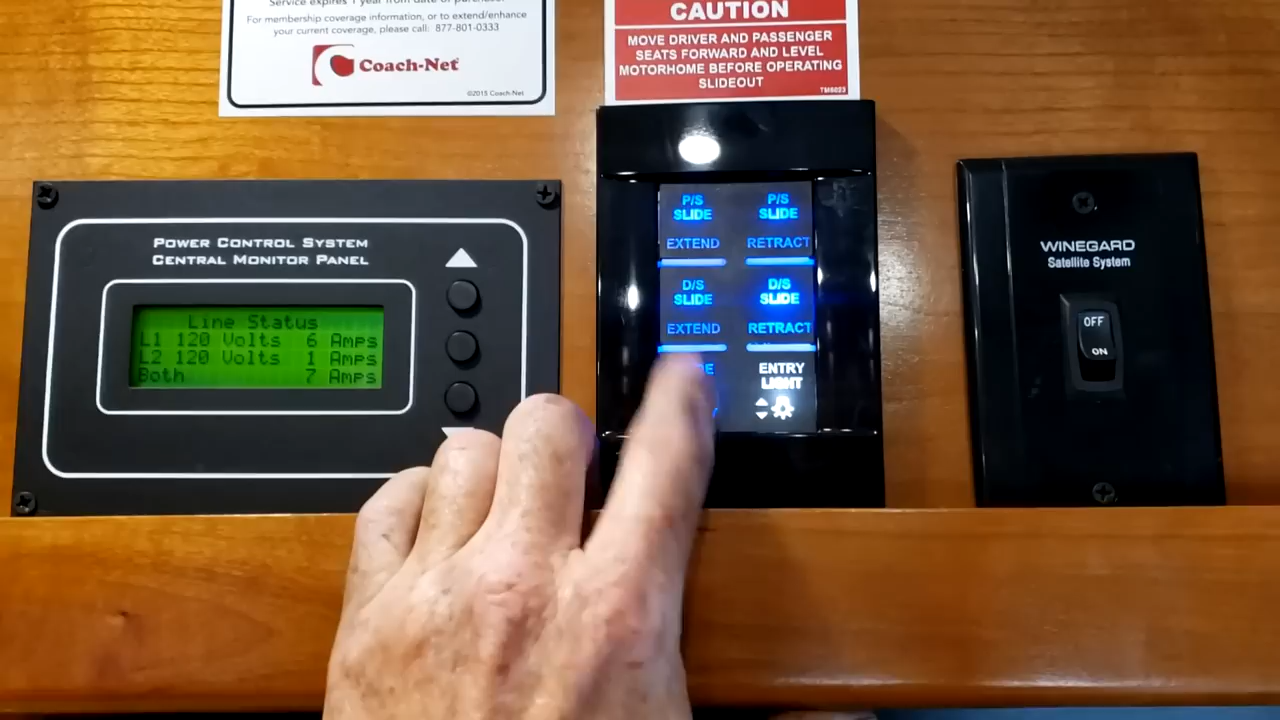 Service expires 1 year from date of purchase.
For membership coverage information, or to extend/enhance
your current coverage, please call: 877-801-0333
Coach-Net
©2015 Coach-Net
CAUTION
MOVE DRIVER AND PASSENGER
SEATS FORWARD AND LEVEL
MOTORHOME BEFORE OPERATING
SLIDEOUT
TM6023
POWER CONTROL SYSTEM
CENTRAL MONITOR PANEL
Line Status
L1 120 Volts 6 Amps
L2 120 Volts 1 Amps
Both 7 Amps
P/S
SLIDE
EXTEND
P/S
SLIDE
RETRACT
D/S
SLIDE
EXTEND
D/S
SLIDE
RETRACT
ENTRY
LIGHT
WINEGARD
Satellite System
OFF
ON